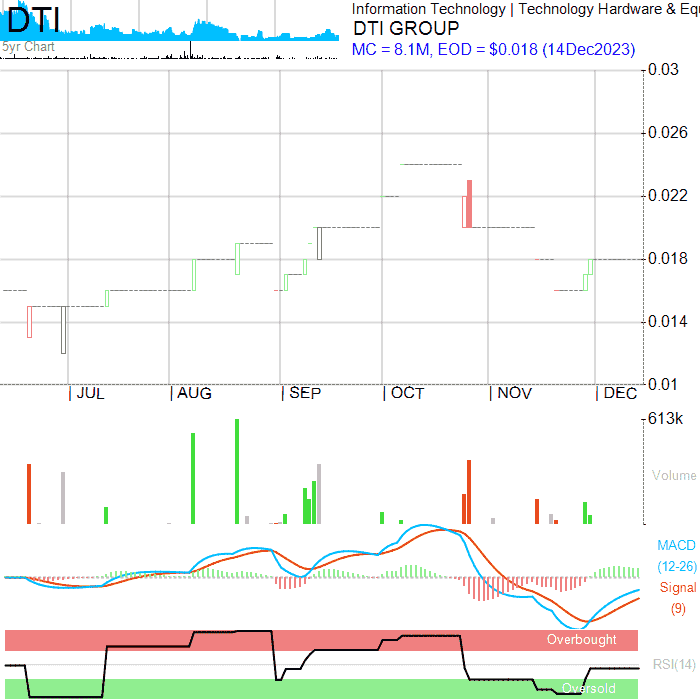 DTI
5yr Chart
Information Technology | Technology Hardware & Equ
DTI GROUP
MC = 8.1M, EOD = $0.018 (14Dec2023)
0.03
0.026
0.022
0.018
0.014
0.01
JUL
AUG
SEP
OCT
NOV
DEC
613k
Volume
MACD
(12-26)
Signal
(9)
Overbought
RSI(14)
Oversold